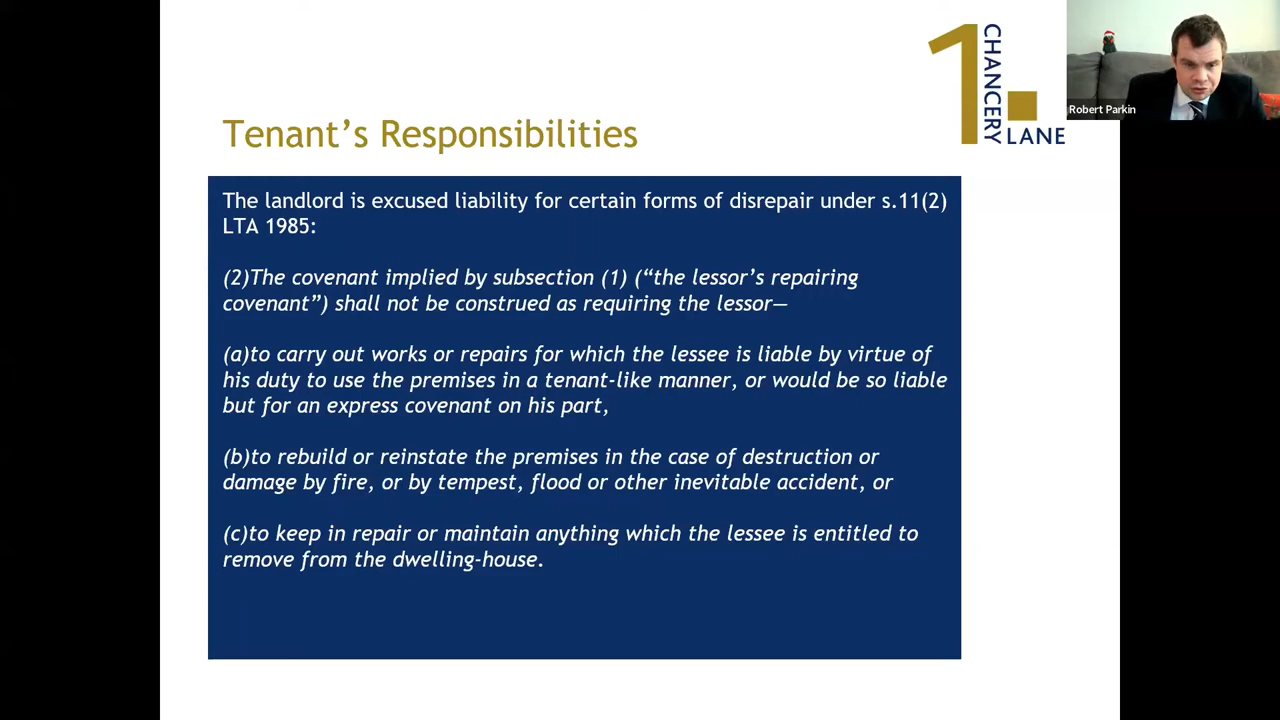 1 CHANCERY LANE
Robert Parkin
Tenant’s Responsibilities
The landlord is excused liability for certain forms of disrepair under s.11(2)
LTA 1985:
(2)The covenant implied by subsection (1) (“the lessor’s repairing
covenant”) shall not be construed as requiring the lessor—
(a)to carry out works or repairs for which the lessee is liable by virtue of
his duty to use the premises in a tenant-like manner, or would be so liable
but for an express covenant on his part,
(b)to rebuild or reinstate the premises in the case of destruction or
damage by fire, or by tempest, flood or other inevitable accident, or
(c)to keep in repair or maintain anything which the lessee is entitled to
remove from the dwelling-house.